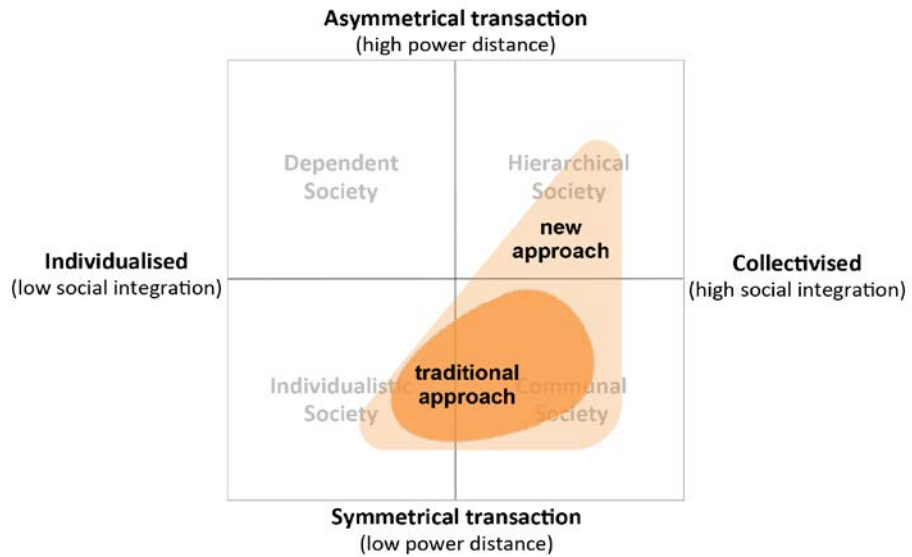 Asymmetrical transaction
(high power distance)
Dependent
Society
Hierarchical
Society
new
approach
Individualised
(low social integration)
Collectivised
(high social integration)
Individualistic
Society
traditional
approach
Communal
Society
Symmetrical transaction
(low power distance)